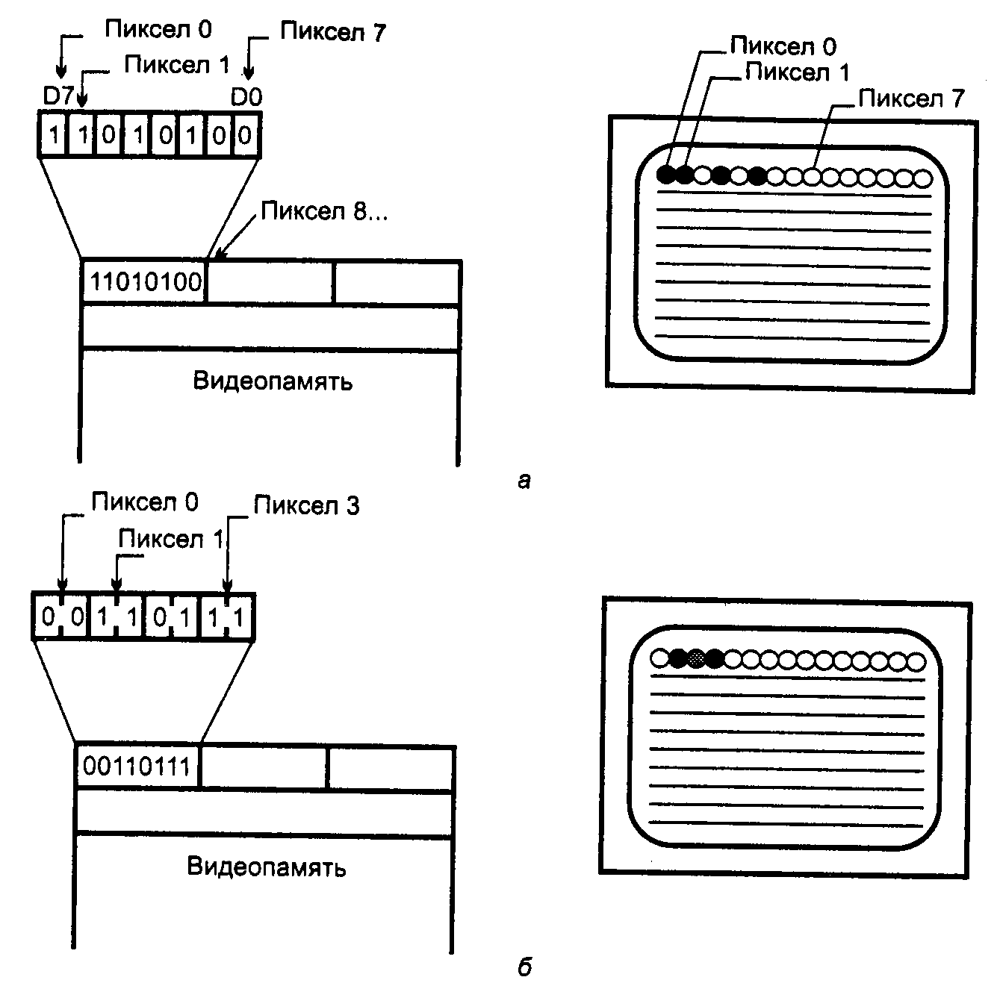 Пиксел 0
Пиксел 7
Пиксел 1
D7
D0
1 1 0 1 0 1 0 0
Пиксел 8...
11010100
Видеопамять
Пиксел 0
Пиксел 1
Пиксел 7
а
Пиксел 0
Пиксел 3
Пиксел 1
0 0 1 1 0 1 1 1
00110111
Видеопамять
б